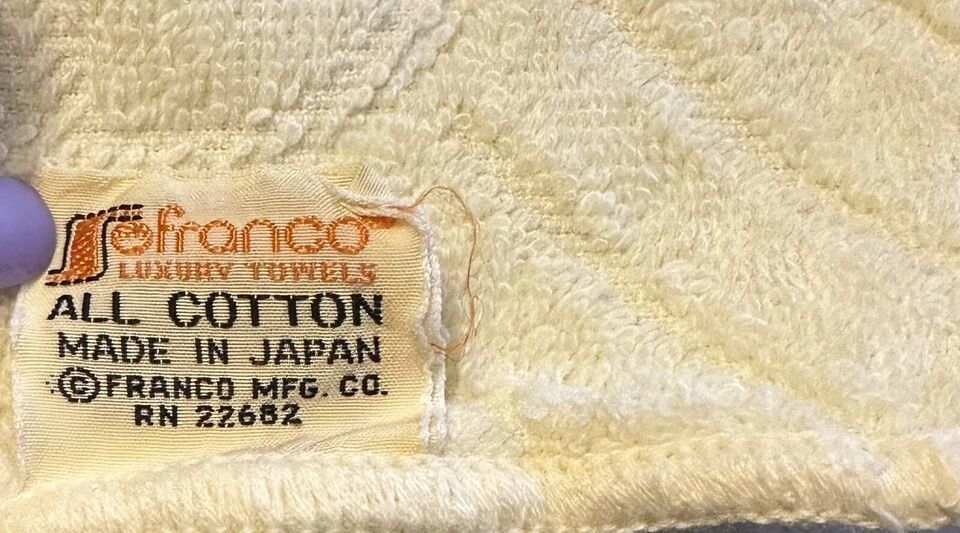 franco
LUXURY TOWELS
ALL COTTON
MADE IN JAPAN
©FRANCO MFG. CO.
RN 22682